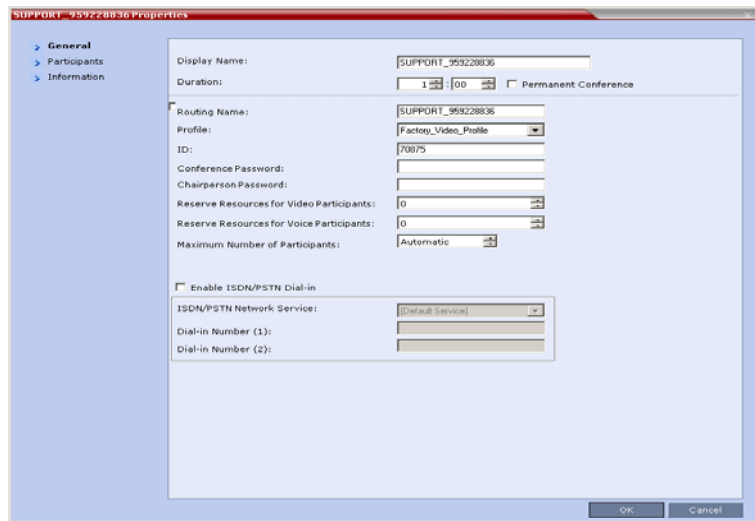 SUPPORT_959228836 Properties
General
Participants
Information
Display Name: SUPPORT_959228836
Duration: 1 : 00 Permanent Conference
Routing Name: SUPPORT_959228836
Profile: Factory_Video_Profile
ID: 70875
Conference Password:
Chairperson Password:
Reserve Resources for Video Participants: 0
Reserve Resources for Voice Participants: 0
Maximum Number of Participants: Automatic
Enable ISDN/PSTN Dial-in
ISDN/PSTN Network Service: [Default Service]
Dial-in Number (1):
Dial-in Number (2):
OK Cancel